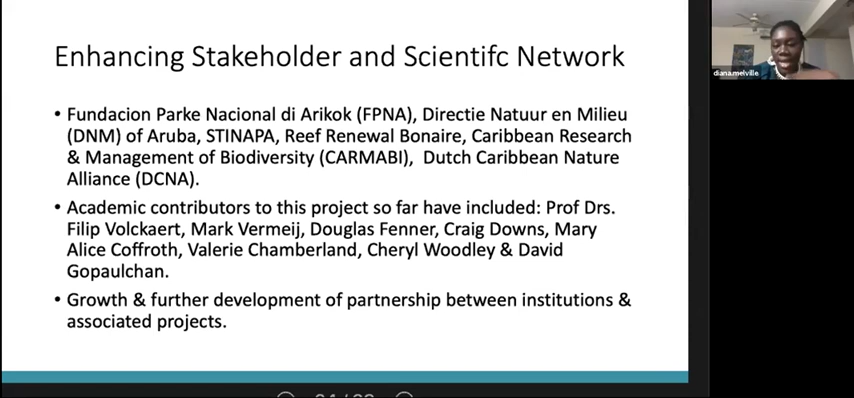 Enhancing Stakeholder and Scientifc Network
diana.melville
• Fundacion Parke Nacional di Arikok (FPNA), Directie Natuur en Milieu
(DNM) of Aruba, STINAPA, Reef Renewal Bonaire, Caribbean Research
& Management of Biodiversity (CARMABI), Dutch Caribbean Nature
Alliance (DCNA).
• Academic contributors to this project so far have included: Prof Drs.
Filip Volckaert, Mark Vermeij, Douglas Fenner, Craig Downs, Mary
Alice Coffroth, Valerie Chamberland, Cheryl Woodley & David
Gopaulchan.
• Growth & further development of partnership between institutions &
associated projects.